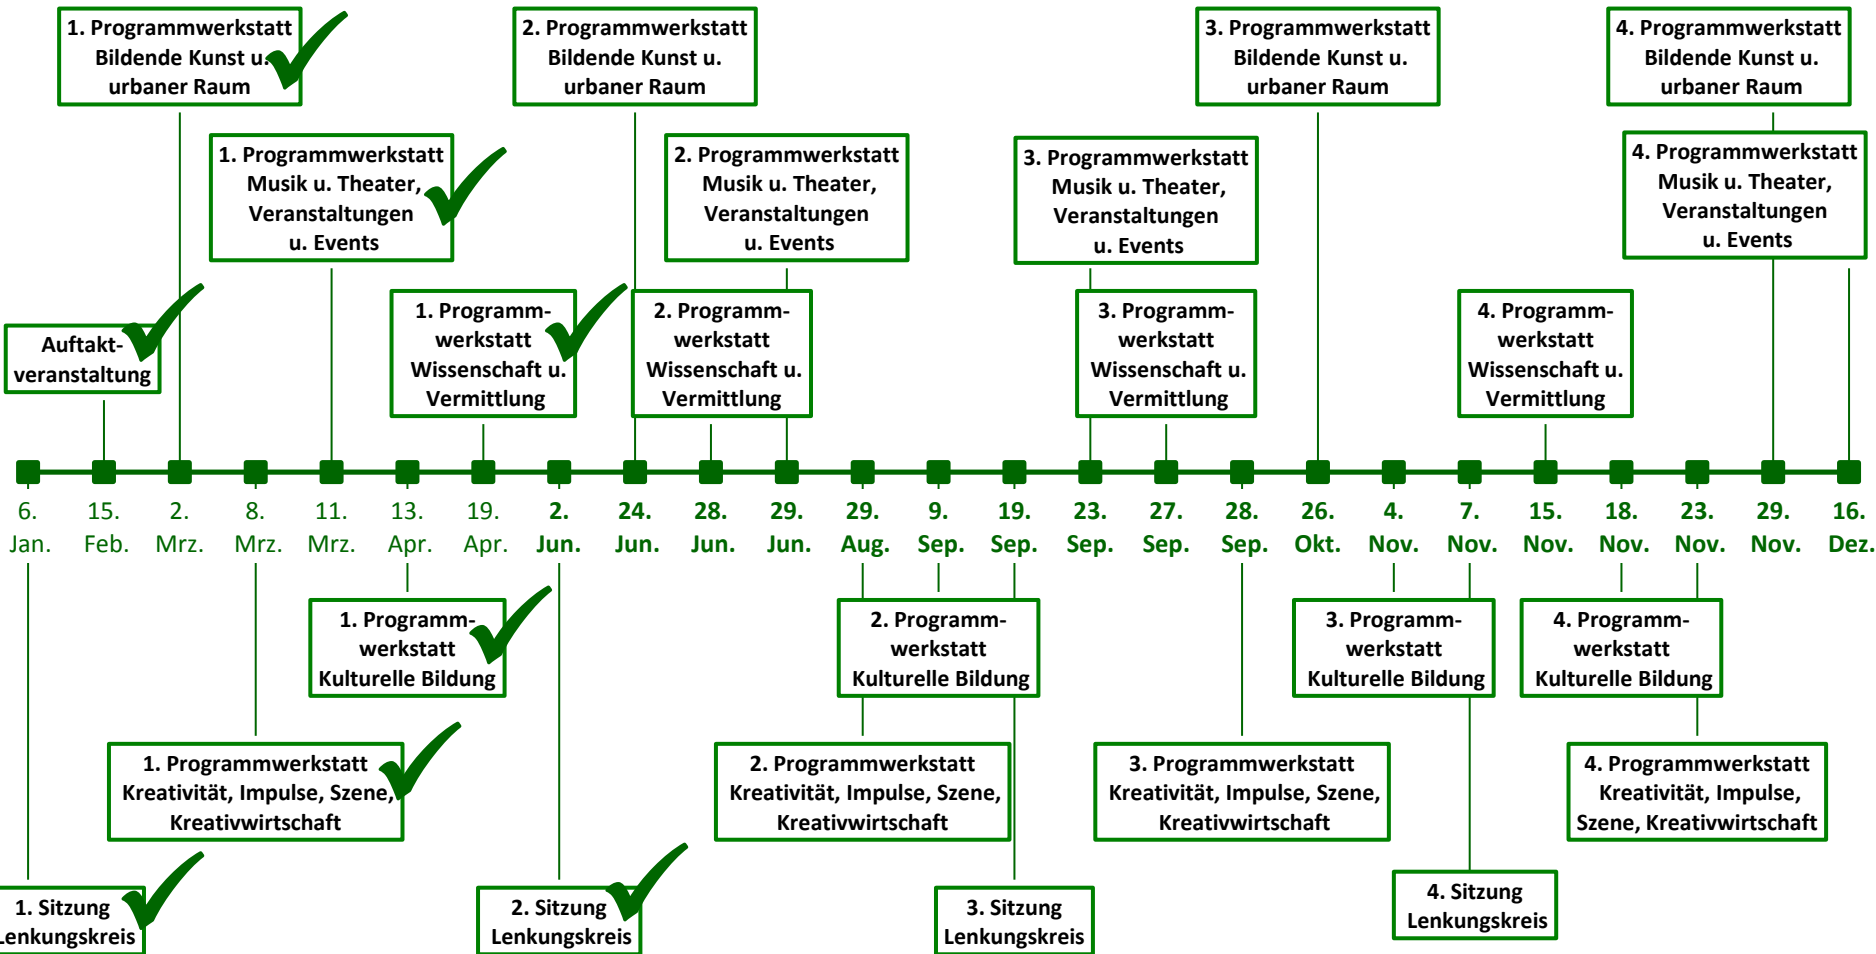 1. Programmwerkstatt
Bildende Kunst u.
urbaner Raum
2. Programmwerkstatt
Bildende Kunst u.
urbaner Raum
3. Programmwerkstatt
Bildende Kunst u.
urbaner Raum
4. Programmwerkstatt
Bildende Kunst u.
urbaner Raum
1. Programmwerkstatt
Musik u. Theater,
Veranstaltungen
u. Events
2. Programmwerkstatt
Musik u. Theater,
Veranstaltungen
u. Events
3. Programmwerkstatt
Musik u. Theater,
Veranstaltungen
u. Events
4. Programmwerkstatt
Musik u. Theater,
Veranstaltungen
u. Events
Auftakt-
veranstaltung
1. Programm-
werkstatt
Wissenschaft u.
Vermittlung
2. Programm-
werkstatt
Wissenschaft u.
Vermittlung
3. Programm-
werkstatt
Wissenschaft u.
Vermittlung
4. Programm-
werkstatt
Wissenschaft u.
Vermittlung
6. 15. 2. 8. 11. 13. 19. 2. 24. 28. 29. 29. 9. 19. 23. 27. 28. 26. 4. 7. 15. 18. 23. 29. 16.
Jan. Feb. Mrz. Mrz. Mrz. Apr. Apr. Jun. Jun. Jun. Jun. Aug. Sep. Sep. Sep. Sep. Sep. Okt. Nov. Nov. Nov. Nov. Nov. Nov. Dez.
1. Programm-
werkstatt
Kulturelle Bildung
2. Programm-
werkstatt
Kulturelle Bildung
3. Programm-
werkstatt
Kulturelle Bildung
4. Programm-
werkstatt
Kulturelle Bildung
1. Programmwerkstatt
Kreativität, Impulse, Szene,
Kreativwirtschaft
2. Programmwerkstatt
Kreativität, Impulse, Szene,
Kreativwirtschaft
3. Programmwerkstatt
Kreativität, Impulse, Szene,
Kreativwirtschaft
4. Programmwerkstatt
Kreativität, Impulse,
Szene, Kreativwirtschaft
1. Sitzung
Lenkungskreis
2. Sitzung
Lenkungskreis
3. Sitzung
Lenkungskreis
4. Sitzung
Lenkungskreis